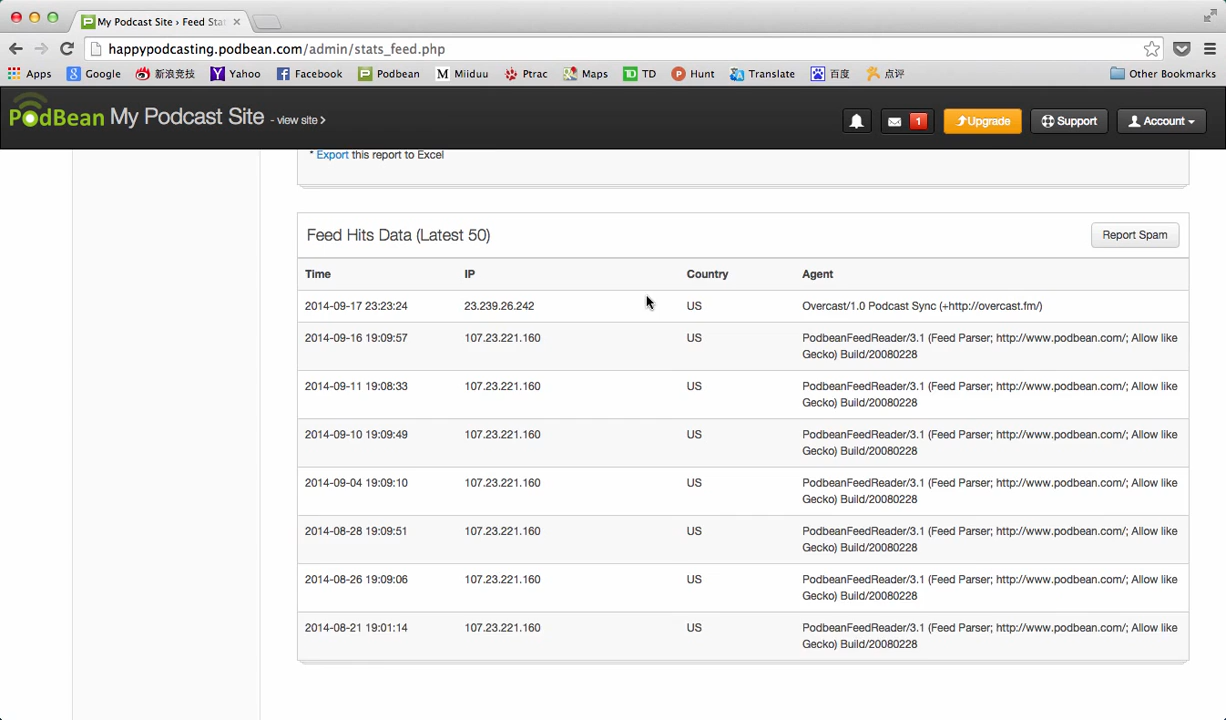 My Podcast Site › Feed Stat
happypodcasting.podbean.com/admin/stats_feed.php
Apps Google 新浪竞技 Yahoo Facebook Podbean Miiduu Ptrac Maps TD Hunt Translate 百度 点评 Other Bookmarks
PodBean My Podcast Site - view site 1 Upgrade Support Account
* Export this report to Excel
Feed Hits Data (Latest 50) Report Spam
Time IP Country Agent
2014-09-17 23:23:24 23.239.26.242 US Overcast/1.0 Podcast Sync (+http://overcast.fm/)
2014-09-16 19:09:57 107.23.221.160 US PodbeanFeedReader/3.1 (Feed Parser; http://www.podbean.com/; Allow like
Gecko) Build/20080228
2014-09-11 19:08:33 107.23.221.160 US PodbeanFeedReader/3.1 (Feed Parser; http://www.podbean.com/; Allow like
Gecko) Build/20080228
2014-09-10 19:09:49 107.23.221.160 US PodbeanFeedReader/3.1 (Feed Parser; http://www.podbean.com/; Allow like
Gecko) Build/20080228
2014-09-04 19:09:10 107.23.221.160 US PodbeanFeedReader/3.1 (Feed Parser; http://www.podbean.com/; Allow like
Gecko) Build/20080228
2014-08-28 19:09:51 107.23.221.160 US PodbeanFeedReader/3.1 (Feed Parser; http://www.podbean.com/; Allow like
Gecko) Build/20080228
2014-08-26 19:09:06 107.23.221.160 US PodbeanFeedReader/3.1 (Feed Parser; http://www.podbean.com/; Allow like
Gecko) Build/20080228
2014-08-21 19:01:14 107.23.221.160 US PodbeanFeedReader/3.1 (Feed Parser; http://www.podbean.com/; Allow like
Gecko) Build/20080228